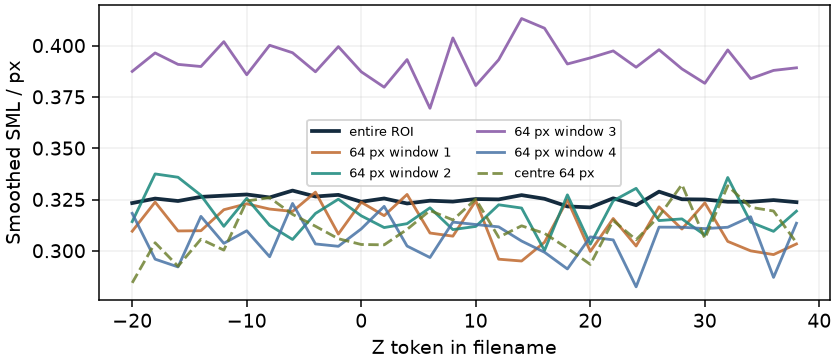 0.400
0.375
0.350
0.325
0.300
Smoothed SML / px
entire ROI
64 px window 1
64 px window 2
64 px window 3
64 px window 4
centre 64 px
−20 −10 0 10 20 30 40
Z token in filename